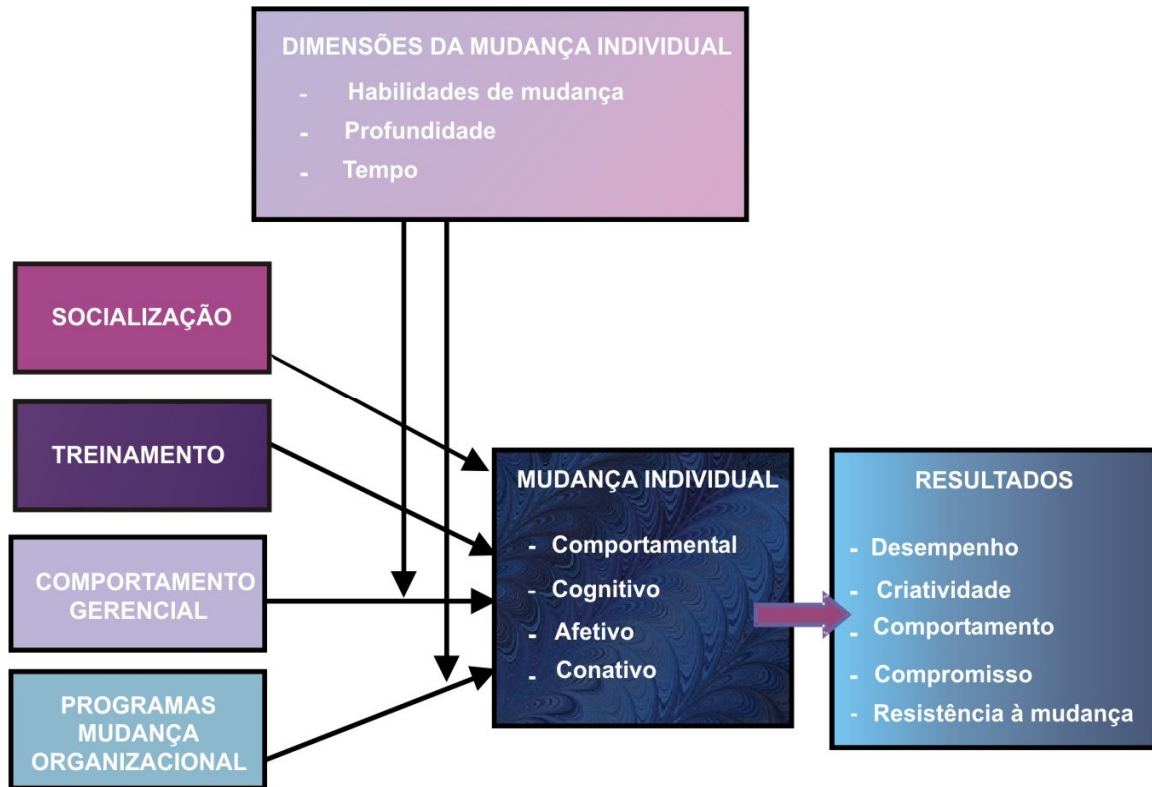 DIMENSÕES DA MUDANÇA INDIVIDUAL
- Habilidades de mudança
- Profundidade
- Tempo
SOCIALIZAÇÃO
TREINAMENTO
COMPORTAMENTO
GERENCIAL
PROGRAMAS
MUDANÇA
ORGANIZACIONAL
MUDANÇA INDIVIDUAL
- Comportamental
- Cognitivo
- Afetivo
- Conativo
RESULTADOS
- Desempenho
- Criatividade
- Comportamento
- Compromisso
- Resistência à mudança